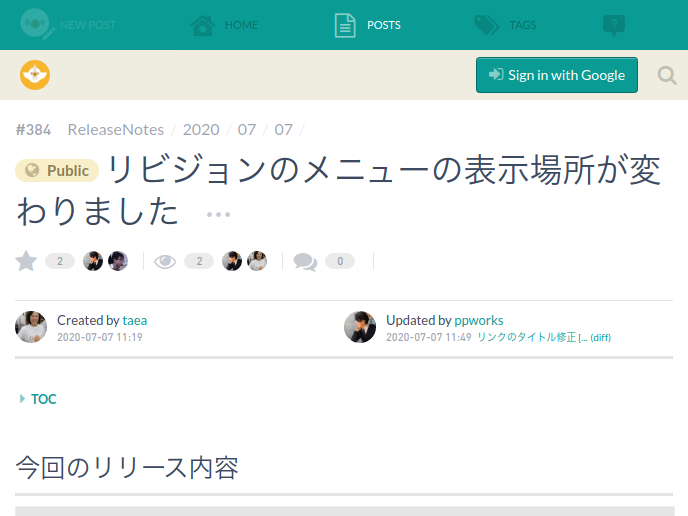 NEW POST HOME POSTS TAGS ?
Sign in with Google
#384 ReleaseNotes / 2020 / 07 / 07 /
Public リビジョンのメニューの表示場所が変
わりました ...
2 2 0
Created by taea Updated by ppworks
2020-07-07 11:19 2020-07-07 11:49 リンクのタイトル修正 [... (diff)
TOC
今回のリリース内容